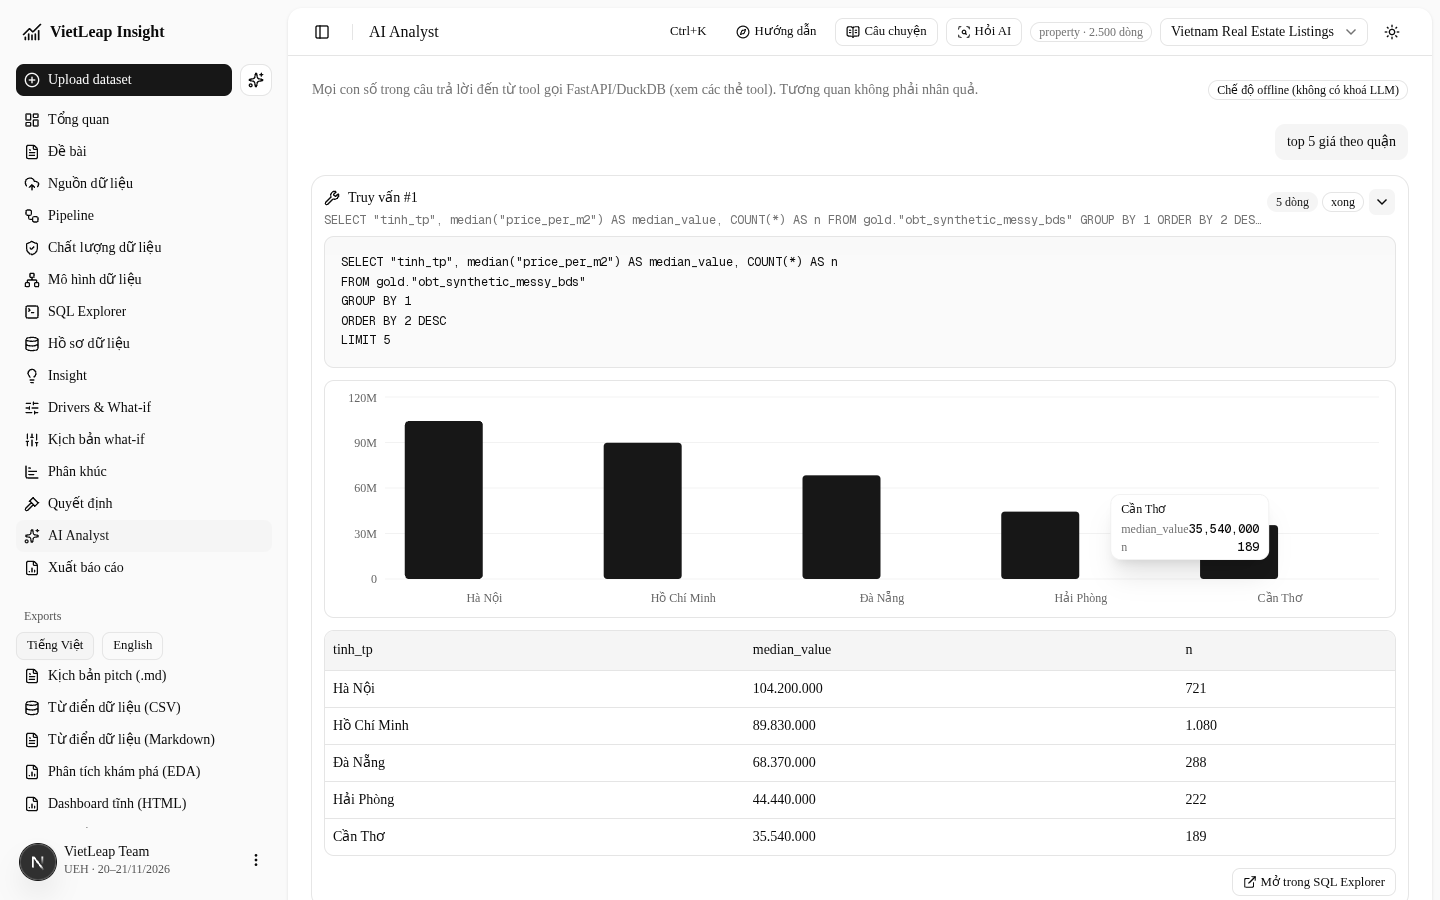 VietLeap Insight
Upload dataset
Tổng quan
Đề bài
Nguồn dữ liệu
Pipeline
Chất lượng dữ liệu
Mô hình dữ liệu
SQL Explorer
Hồ sơ dữ liệu
Insight
Drivers & What-if
Kịch bản what-if
Phân khúc
Quyết định
AI Analyst
Xuất báo cáo
Exports
Tiếng Việt English
Kịch bản pitch (.md)
Từ điển dữ liệu (CSV)
Từ điển dữ liệu (Markdown)
Phân tích khám phá (EDA)
Dashboard tĩnh (HTML)
N
VietLeap Team
UEH · 20–21/11/2026
AI Analyst Ctrl+K Hướng dẫn Câu chuyện Hỏi AI property · 2.500 dòng Vietnam Real Estate Listings
Mọi con số trong câu trả lời đến từ tool gọi FastAPI/DuckDB (xem các thẻ tool). Tương quan không phải nhân quả. Chế độ offline (không có khoá LLM)
top 5 giá theo quận
Truy vấn #1 5 dòng xong
SELECT "tinh_tp", median("price_per_m2") AS median_value, COUNT(*) AS n FROM gold."obt_synthetic_messy_bds" GROUP BY 1 ORDER BY 2 DES…
SELECT "tinh_tp", median("price_per_m2") AS median_value, COUNT(*) AS n
FROM gold."obt_synthetic_messy_bds"
GROUP BY 1
ORDER BY 2 DESC
LIMIT 5
120M
90M
60M
30M
0
Cần Thơ
median_value 35,540,000
n 189
Hà Nội Hồ Chí Minh Đà Nẵng Hải Phòng Cần Thơ
tinh_tp median_value n
Hà Nội 104.200.000 721
Hồ Chí Minh 89.830.000 1.080
Đà Nẵng 68.370.000 288
Hải Phòng 44.440.000 222
Cần Thơ 35.540.000 189
Mở trong SQL Explorer